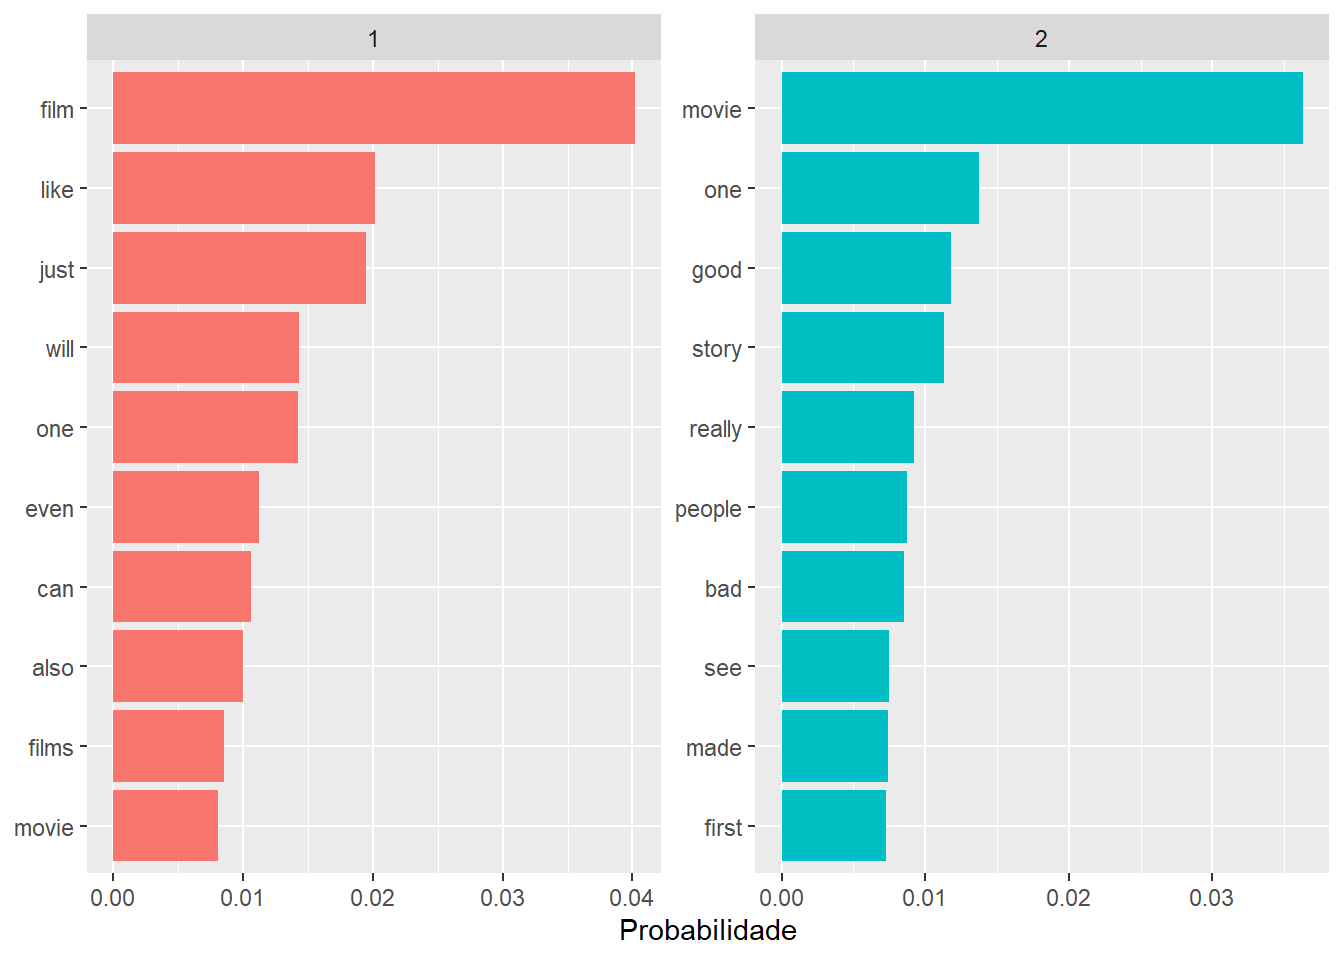 1
film
like
just
will
one
even
can
also
films
movie
0.00 0.01 0.02 0.03 0.04
2
movie
one
good
story
really
people
bad
see
made
first
0.00 0.01 0.02 0.03
Probabilidade